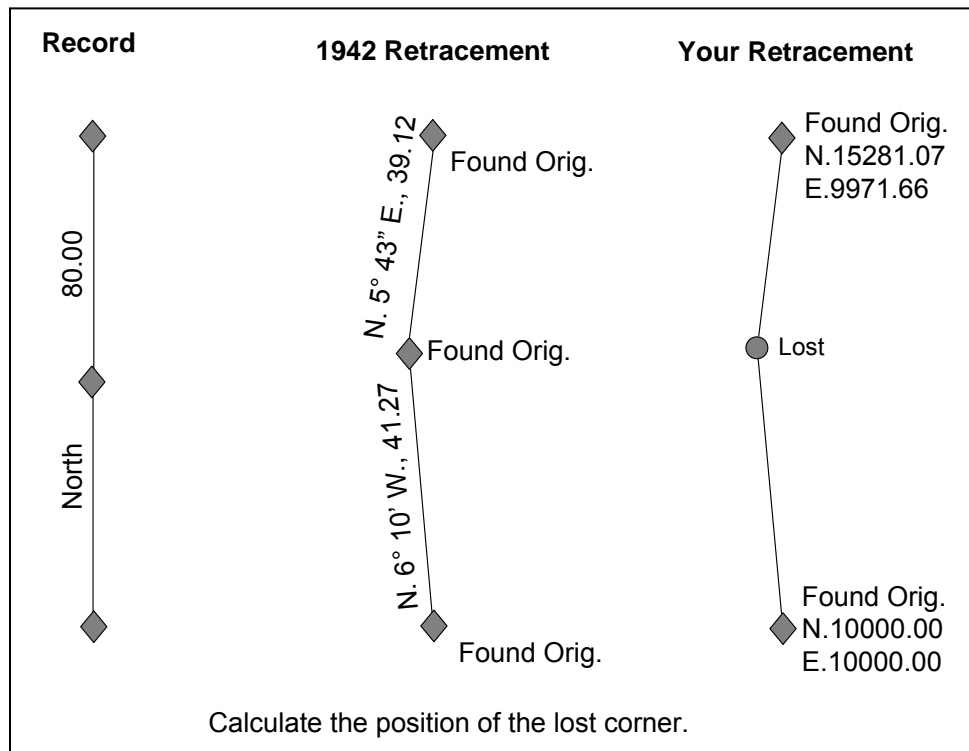 Record
1942 Retracement
Your Retracement
80.00
North
N. 5° 43” E., 39.12
N. 6° 10’ W., 41.27
Found Orig.
Found Orig.
Found Orig.
Found Orig.
N.15281.07
E.9971.66
Lost
Found Orig.
N.10000.00
E.10000.00
Calculate the position of the lost corner.